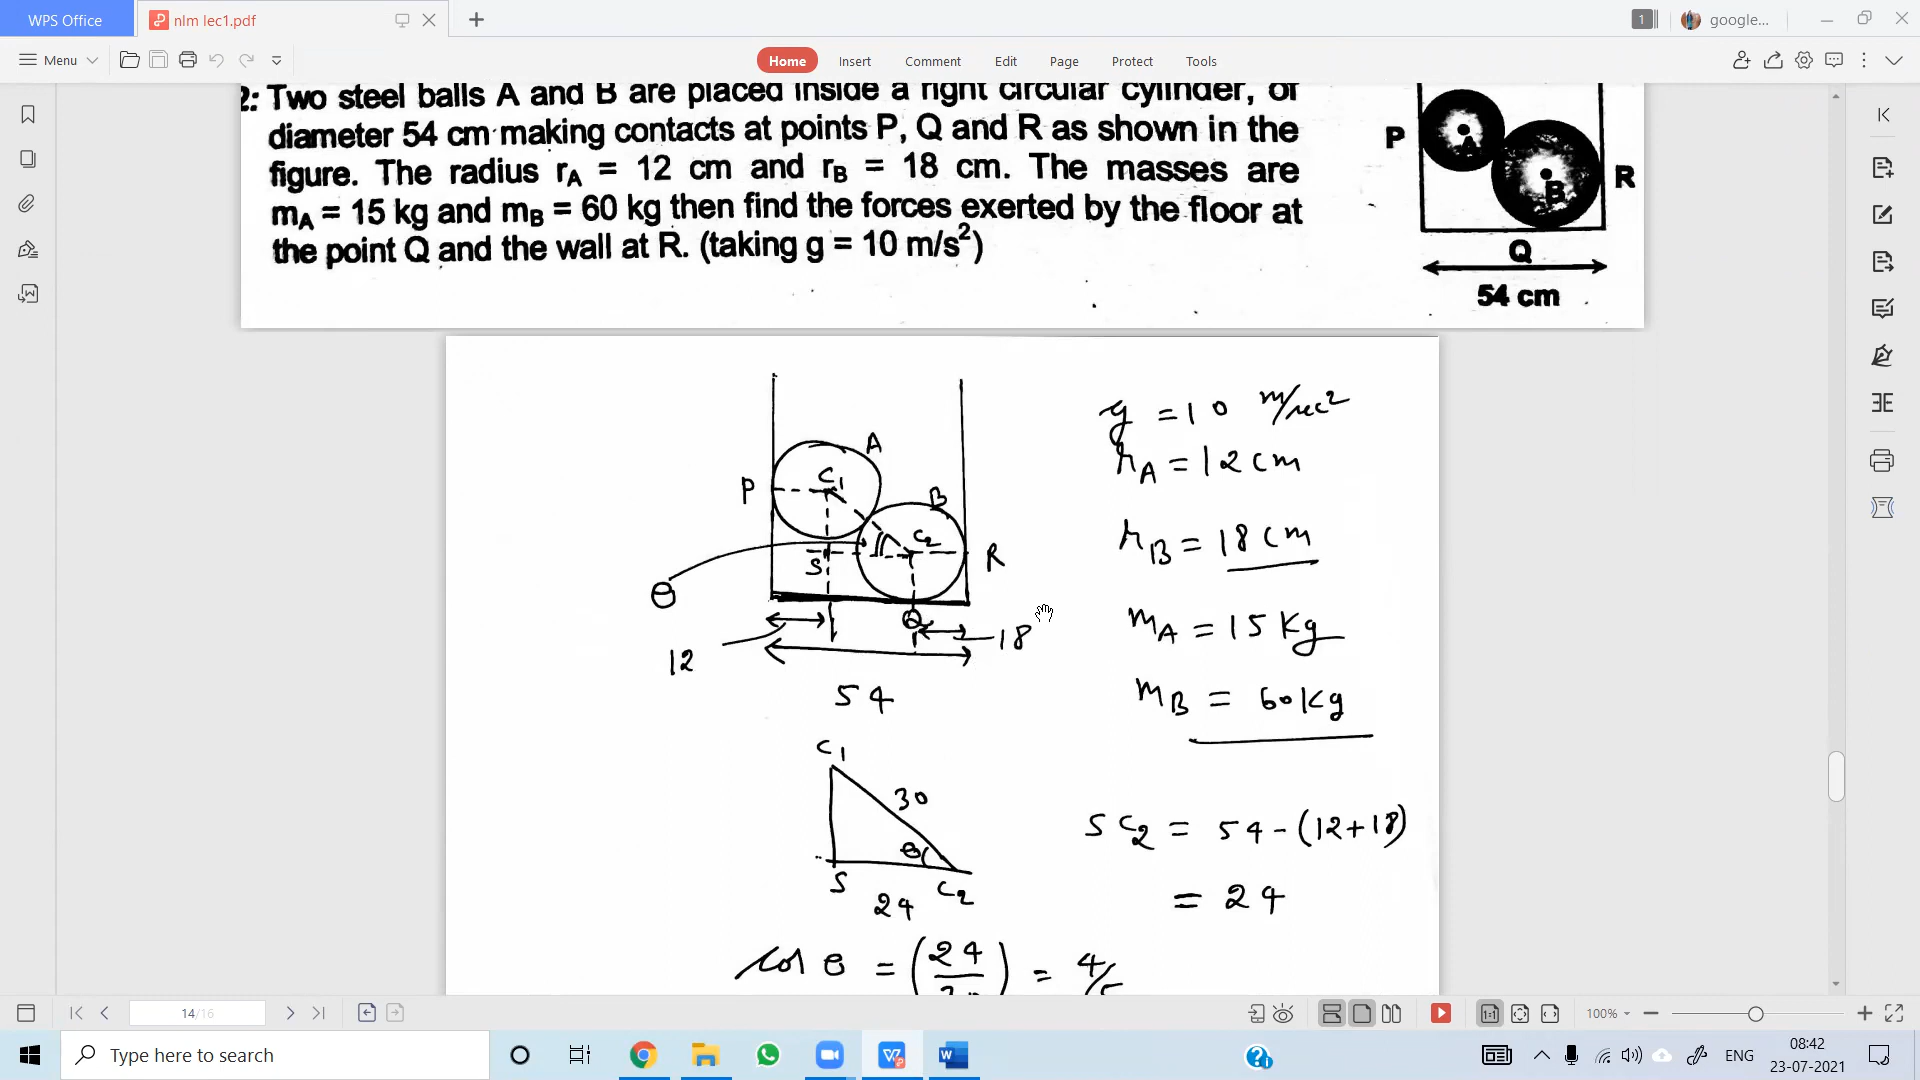 WPS Office
nlm lec1.pdf
1
google...
Menu
Home
Insert
Comment
Edit
Page
Protect
Tools
2: Two steel balls A and B are placed inside a right circular cylinder, of
diameter 54 cm making contacts at points P, Q and R as shown in the
figure. The radius rA = 12 cm and rB = 18 cm. The masses are
mA = 15 kg and mB = 60 kg then find the forces exerted by the floor at
the point Q and the wall at R. (taking g = 10 m/s²)
P
A
B
R
Q
54 cm
g = 10 m/sec²
A
rA = 12 cm
C1
P
B
rB = 18 cm
C2
R
S
θ
Q
18
mA = 15 Kg
12
54
mB = 60 Kg
C1
30
SC2 = 54 - (12+18)
θ
S
C2
24
= 24
cos θ = (24/30) = 4/5
14/16
1:1
100%
Type here to search
ENG
08:42
23-07-2021